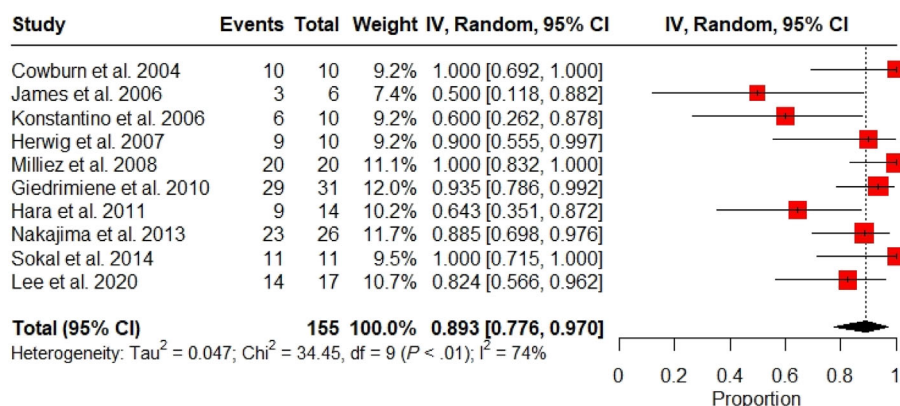 Study Events Total Weight IV, Random, 95% CI IV, Random, 95% CI
Cowburn et al. 2004 10 10 9.2% 1.000 [0.692, 1.000]
James et al. 2006 3 6 7.4% 0.500 [0.118, 0.882]
Konstantino et al. 2006 6 10 9.2% 0.600 [0.262, 0.878]
Herwig et al. 2007 9 10 9.2% 0.900 [0.555, 0.997]
Milliez et al. 2008 20 20 11.1% 1.000 [0.832, 1.000]
Giedrimiene et al. 2010 29 31 12.0% 0.935 [0.786, 0.992]
Hara et al. 2011 9 14 10.2% 0.643 [0.351, 0.872]
Nakajima et al. 2013 23 26 11.7% 0.885 [0.698, 0.976]
Sokal et al. 2014 11 11 9.5% 1.000 [0.715, 1.000]
Lee et al. 2020 14 17 10.7% 0.824 [0.566, 0.962]
Total (95% CI) 155 100.0% 0.893 [0.776, 0.970]
Heterogeneity: Tau² = 0.047; Chi² = 34.45, df = 9 (P < .01); I² = 74%
0 0.2 0.4 0.6 0.8 1
Proportion